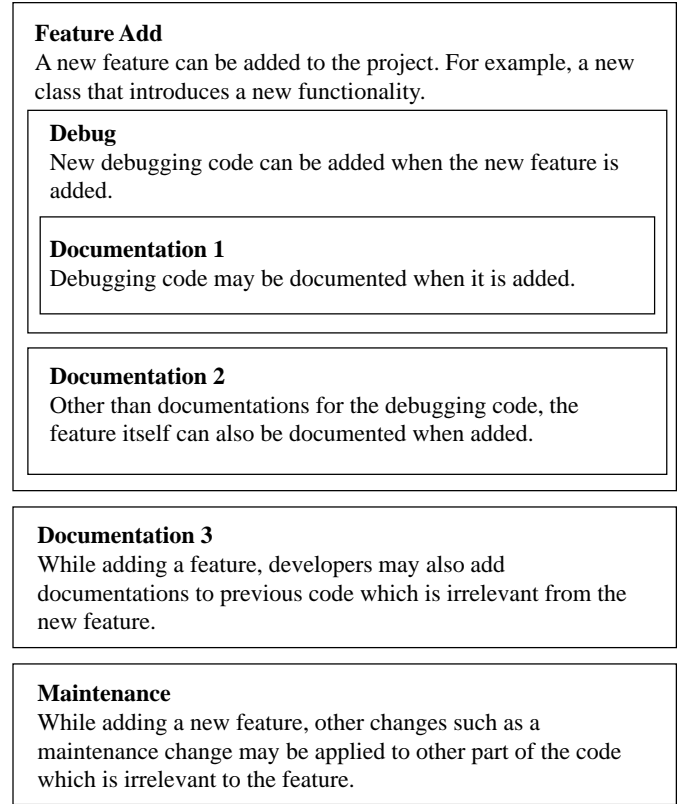 Feature Add
A new feature can be added to the project. For example, a new
class that introduces a new functionality.
Debug
New debugging code can be added when the new feature is
added.
Documentation 1
Debugging code may be documented when it is added.
Documentation 2
Other than documentations for the debugging code, the
feature itself can also be documented when added.
Documentation 3
While adding a feature, developers may also add
documentations to previous code which is irrelevant from the
new feature.
Maintenance
While adding a new feature, other changes such as a
maintenance change may be applied to other part of the code
which is irrelevant to the feature.